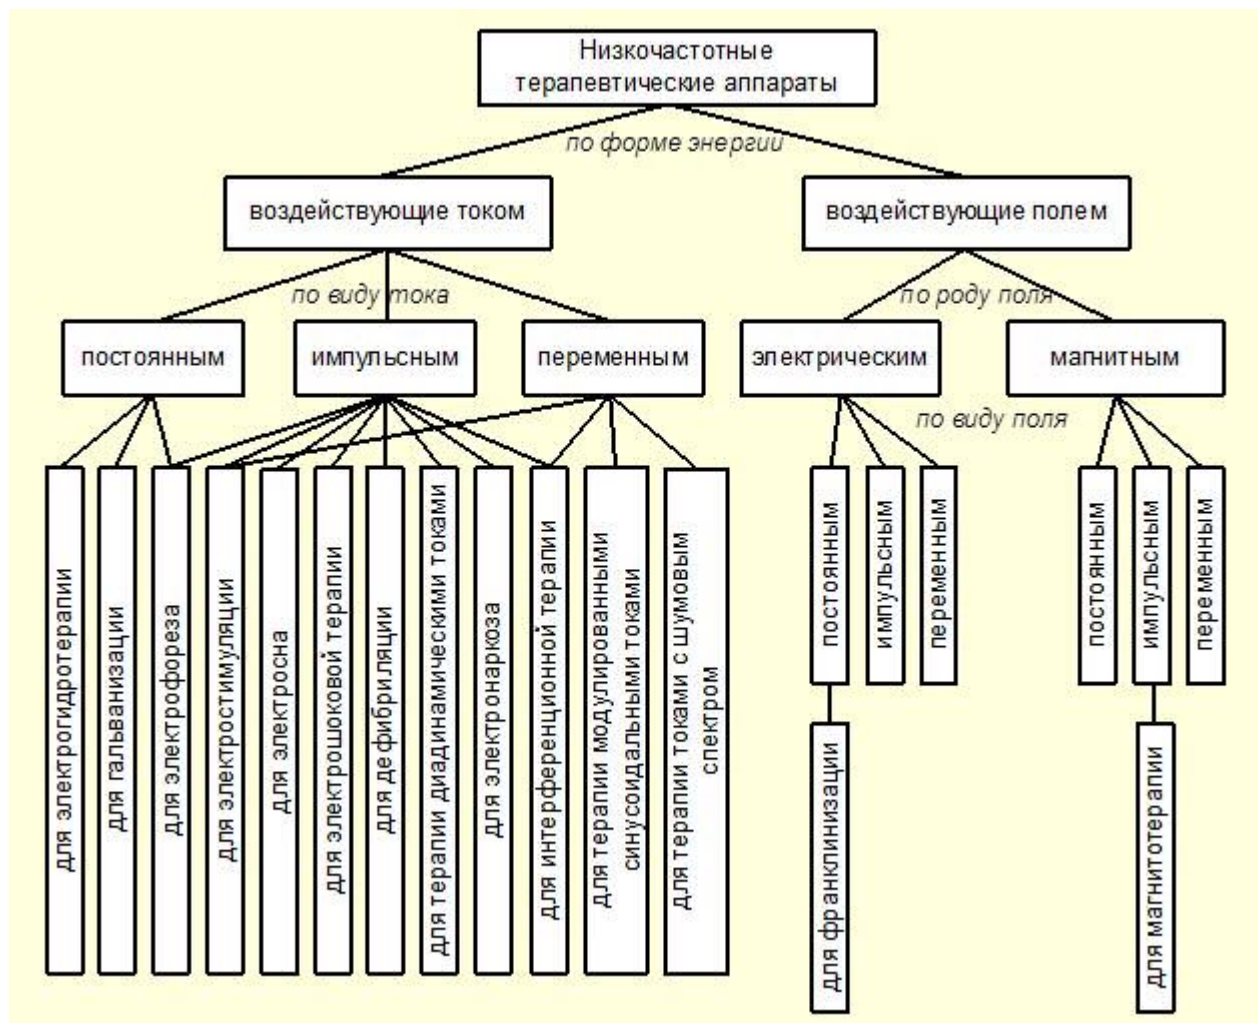 Низкочастотные
терапевтические аппараты
по форме энергии
воздействующие током
воздействующие полем
по виду тока
по роду поля
постоянным
импульсным
переменным
электрическим
магнитным
по виду поля
для электрогидротерапии
для гальванизации
для электрофореза
для электростимуляции
для электросна
для электрошоковой терапии
для дефибриляции
для терапии диадинамическими токами
для электронаркоза
для интерференционной терапии
для терапии модулированными
синусоидальными токами
для терапии токами с шумовым
спектром
постоянным
импульсным
переменным
постоянным
импульсным
переменным
для франклинизации
для магнитотерапии